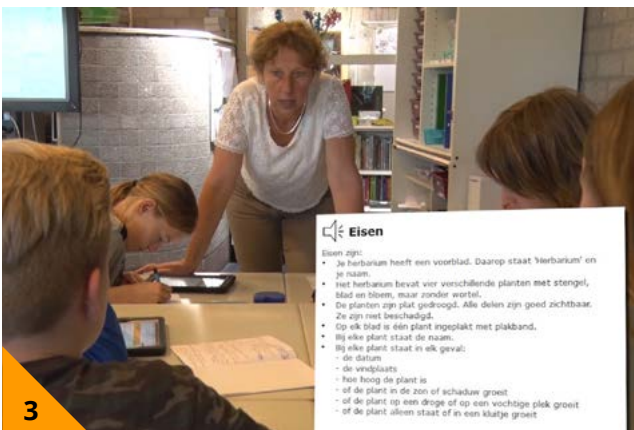 Eisen
Eisen zijn:
• Je herbarium heeft een voorblad. Daarop staat 'Herbarium' en
je naam.
• Het herbarium bevat vier verschillende planten met stengel,
blad en bloem, maar zonder wortel.
• De planten zijn plat gedroogd. Alle delen zijn goed zichtbaar.
Ze zijn niet beschadigd.
• Op elk blad is één plant ingeplakt met plakband.
• Bij elke plant staat de naam.
• Bij elke plant staat in elk geval:
- de datum
- de vindplaats
- hoe hoog de plant is
- of de plant in de zon of schaduw groeit
- of de plant op een droge of op een vochtige plek groeit
- of de plant alleen staat of in een kluitje groeit
3